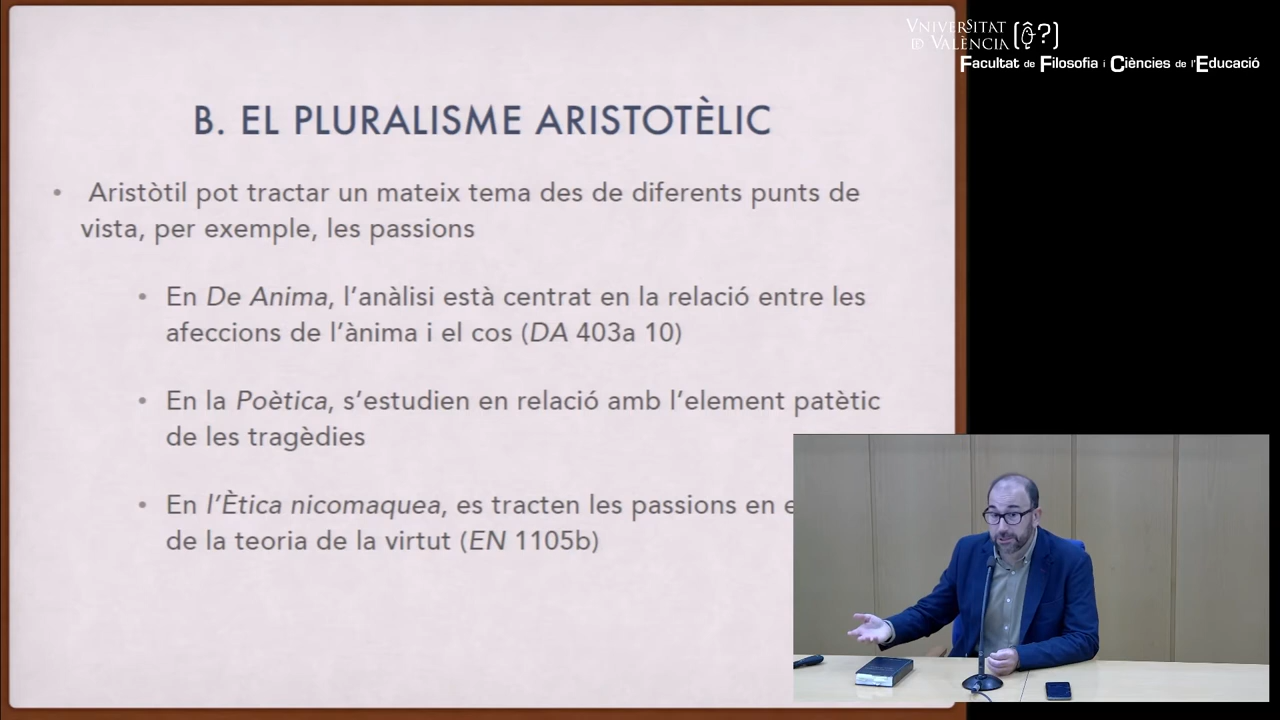 VNIVERSITAT
ID VALÈNCIA
Facultat de Filosofia i Ciències de l'Educació
B. EL PLURALISME ARISTOTÈLIC
• Aristòtil pot tractar un mateix tema des de diferents punts de
vista, per exemple, les passions
• En De Anima, l'anàlisi està centrat en la relació entre les
afeccions de l'ànima i el cos (DA 403a 10)
• En la Poètica, s'estudien en relació amb l'element patètic
de les tragèdies
• En l'Ètica nicomaquea, es tracten les passions en
de la teoria de la virtut (EN 1105b)